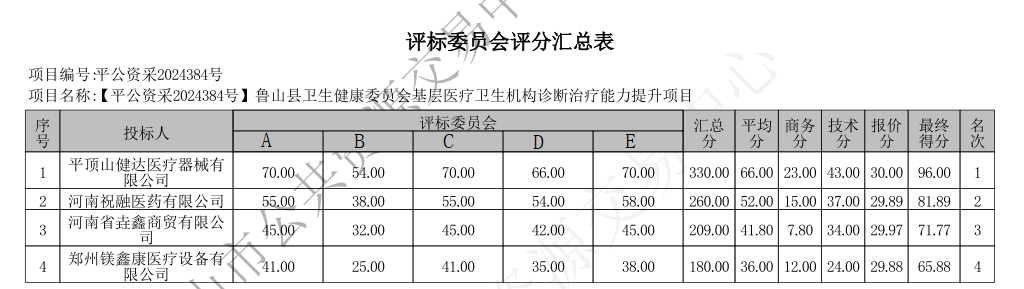 评标委员会评分汇总表
项目编号:平公资采2024384号
项目名称:【平公资采2024384号】鲁山县卫生健康委员会基层医疗卫生机构诊断治疗能力提升项目
序号 投标人 评标委员会 汇总分 平均分 商务分 技术分 报价分 最终得分 名次
A B C D E
1 平顶山健达医疗器械有限公司 70.00 54.00 70.00 66.00 70.00 330.00 66.00 23.00 43.00 30.00 96.00 1
2 河南祝融医药有限公司 55.00 38.00 55.00 54.00 58.00 260.00 52.00 15.00 37.00 29.89 81.89 2
3 河南省垚鑫商贸有限公司 45.00 32.00 45.00 42.00 45.00 209.00 41.80 7.80 34.00 29.97 71.77 3
4 郑州镁鑫康医疗设备有限公司 41.00 25.00 41.00 35.00 38.00 180.00 36.00 12.00 24.00 29.88 65.88 4